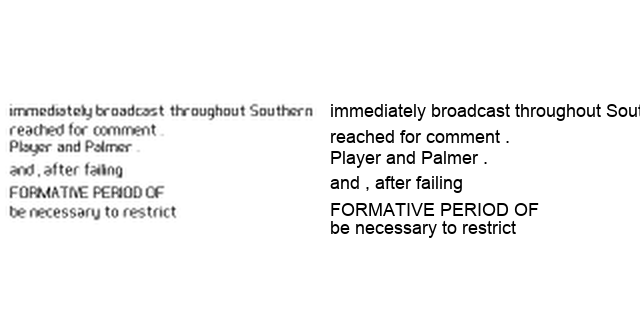 immediately broadcast throughout Southern
reached for comment .
Player and Palmer .
and , after failing
FORMATIVE PERIOD OF
be necessary to restrict
immediately broadcast throughout
reached for comment .
Player and Palmer .
and , after failing
FORMATIVE PERIOD OF
be necessary to restrict